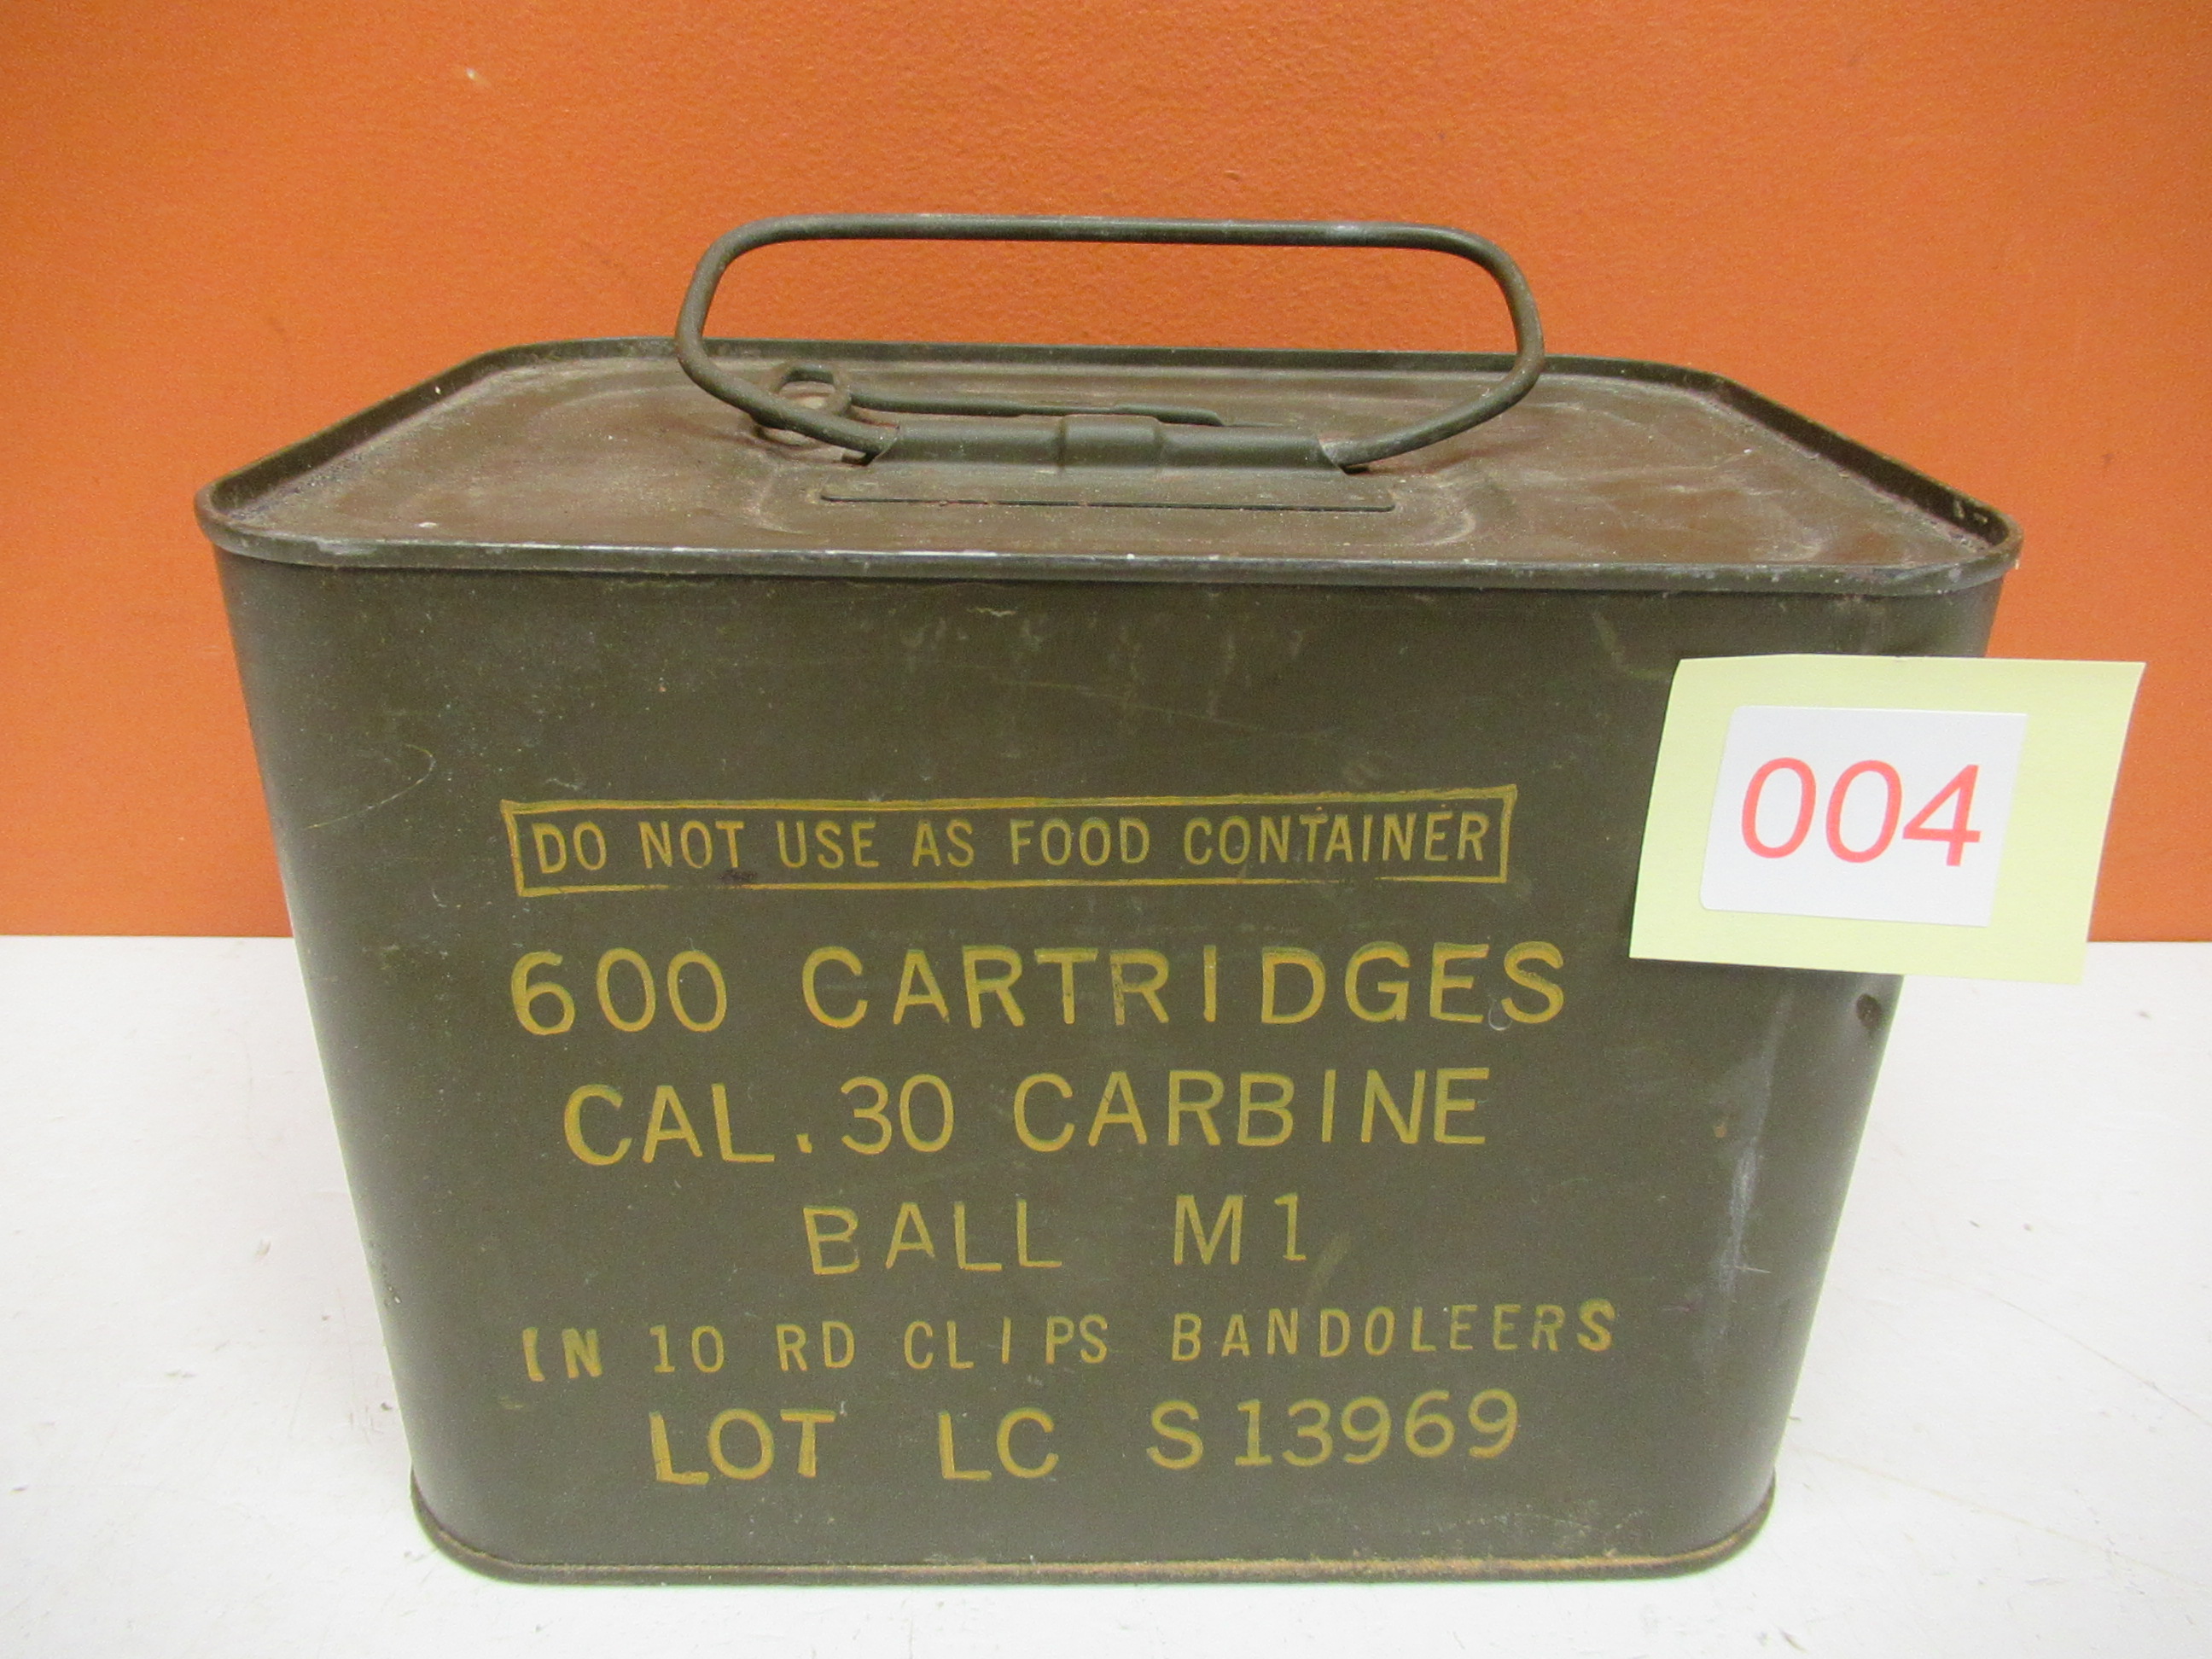 DO NOT USE AS FOOD CONTAINER
004
600 CARTRIDGES
CAL. 30 CARBINE
BALL M1
IN 10 RD CLIPS BANDOLEERS
LOT LC S13969